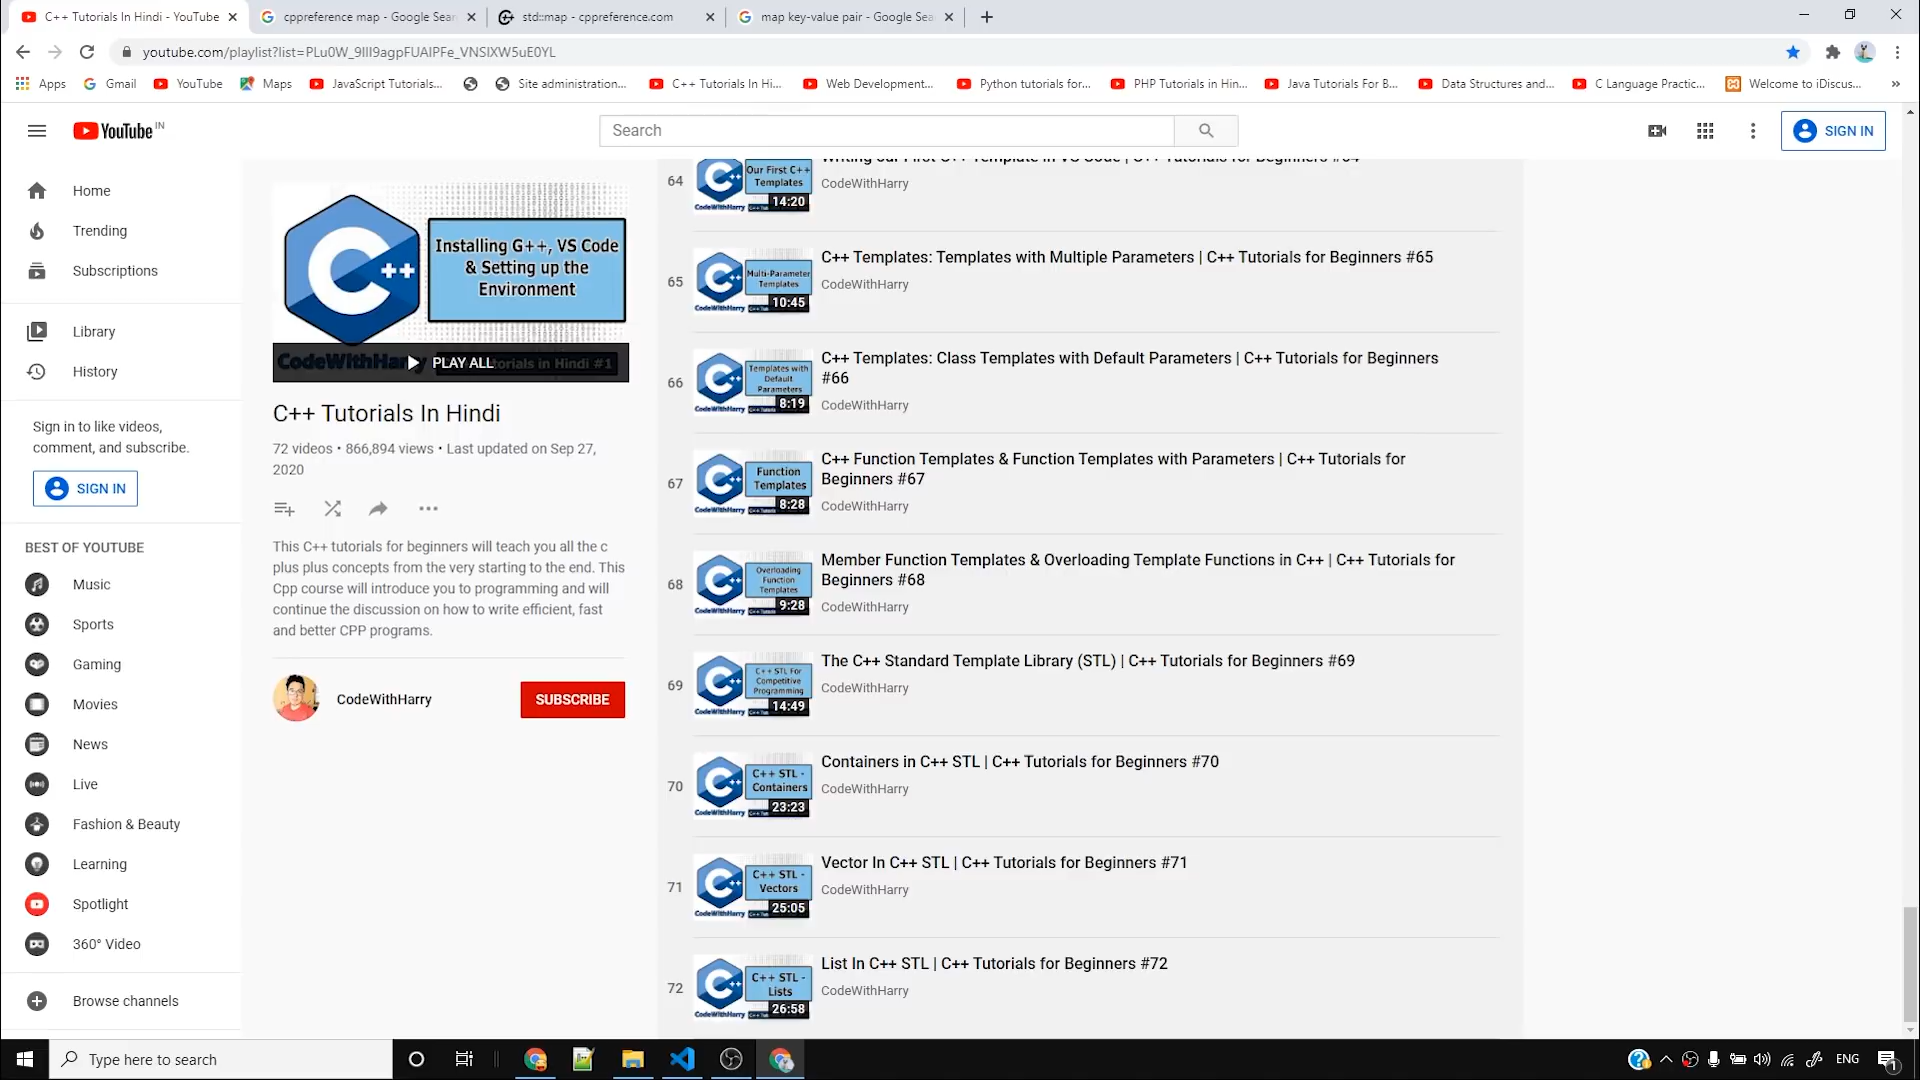 C++ Tutorials In Hindi - YouTube
cppreference map - Google Sear
std::map - cppreference.com
map key-value pair - Google Sea
youtube.com/playlist?list=PLu0W_9lII9agpFUAlPFe_VNSlXW5uE0YL
Apps
Gmail
YouTube
Maps
JavaScript Tutorials...
Site administration...
C++ Tutorials In Hi...
Web Development...
Python tutorials for...
PHP Tutorials in Hin...
Java Tutorials For B...
Data Structures and...
C Language Practic...
Welcome to iDiscus...
YouTube IN
Search
SIGN IN
Home
Trending
Subscriptions
Library
History
Sign in to like videos,
comment, and subscribe.
SIGN IN
BEST OF YOUTUBE
Music
Sports
Gaming
Movies
News
Live
Fashion & Beauty
Learning
Spotlight
360° Video
Browse channels
Installing G++, VS Code
& Setting up the
Environment
PLAY ALL
C++ Tutorials In Hindi
72 videos • 866,894 views • Last updated on Sep 27,
2020
This C++ tutorials for beginners will teach you all the c
plus plus concepts from the very starting to the end. This
Cpp course will introduce you to programming and will
continue the discussion on how to write efficient, fast
and better CPP programs.
CodeWithHarry
SUBSCRIBE
64
Our First C++
Templates
14:20
Writing our First C++ Template in VS Code | C++ Tutorials for Beginners #64
CodeWithHarry
65
Multi-Parameter
Templates
10:45
C++ Templates: Templates with Multiple Parameters | C++ Tutorials for Beginners #65
CodeWithHarry
66
Templates with
Default
Parameters
8:19
C++ Templates: Class Templates with Default Parameters | C++ Tutorials for Beginners
#66
CodeWithHarry
67
Function
Templates
8:28
C++ Function Templates & Function Templates with Parameters | C++ Tutorials for
Beginners #67
CodeWithHarry
68
Overloading
Function
Templates
9:28
Member Function Templates & Overloading Template Functions in C++ | C++ Tutorials for
Beginners #68
CodeWithHarry
69
C++ STL For
Competitive
Programming
14:49
The C++ Standard Template Library (STL) | C++ Tutorials for Beginners #69
CodeWithHarry
70
C++ STL -
Containers
23:23
Containers in C++ STL | C++ Tutorials for Beginners #70
CodeWithHarry
71
C++ STL -
Vectors
25:05
Vector In C++ STL | C++ Tutorials for Beginners #71
CodeWithHarry
72
C++ STL -
Lists
26:58
List In C++ STL | C++ Tutorials for Beginners #72
CodeWithHarry
Type here to search
ENG